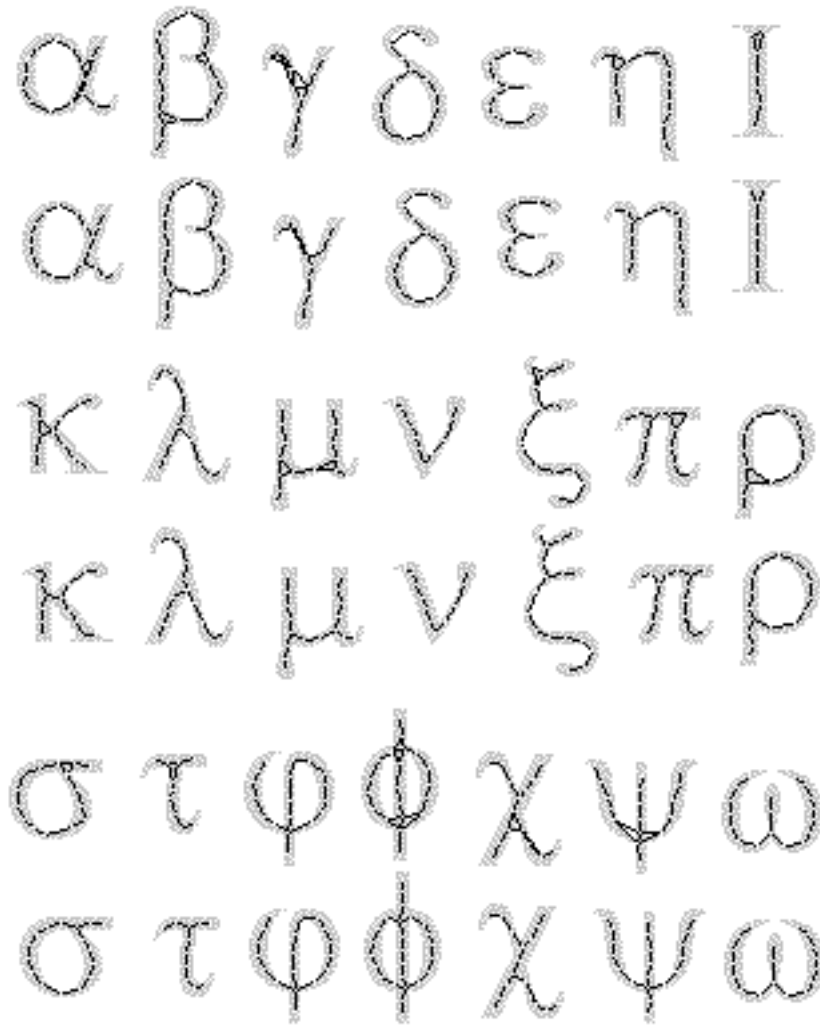 α β γ δ ε η Ι
α β γ δ ε η Ι
κ λ μ ν ξ π ρ
κ λ μ ν ξ π ρ
σ τ φ ϕ χ ψ ω
σ τ φ ϕ χ ψ ω